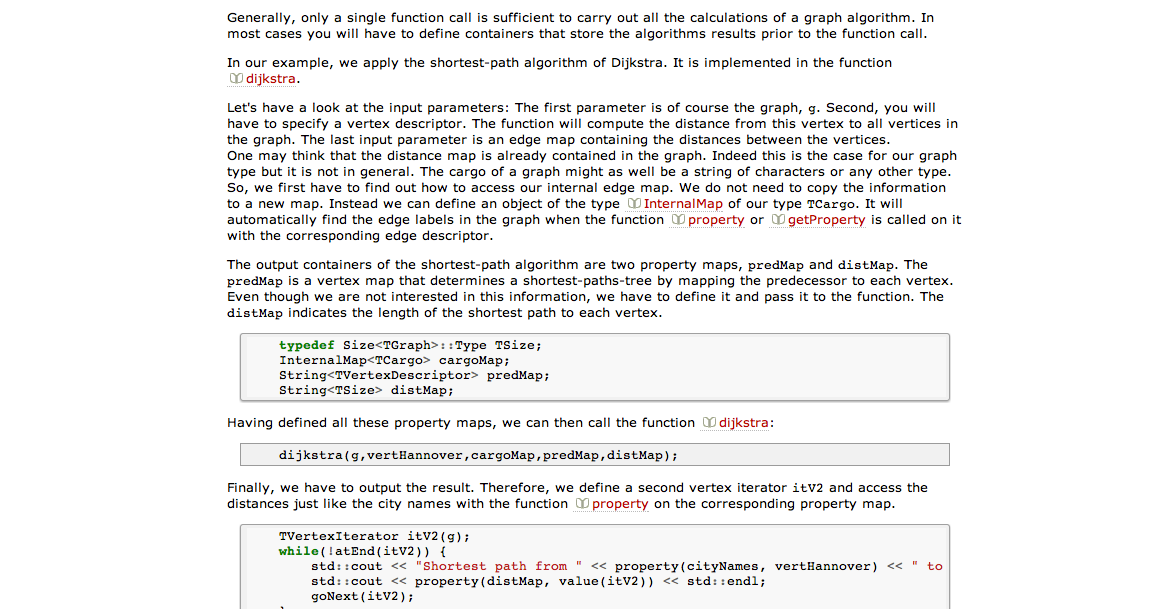 Generally, only a single function call is sufficient to carry out all the calculations of a graph algorithm. In
most cases you will have to define containers that store the algorithms results prior to the function call.
In our example, we apply the shortest-path algorithm of Dijkstra. It is implemented in the function
dijkstra.
Let's have a look at the input parameters: The first parameter is of course the graph, g. Second, you will
have to specify a vertex descriptor. The function will compute the distance from this vertex to all vertices in
the graph. The last input parameter is an edge map containing the distances between the vertices.
One may think that the distance map is already contained in the graph. Indeed this is the case for our graph
type but it is not in general. The cargo of a graph might as well be a string of characters or any other type.
So, we first have to find out how to access our internal edge map. We do not need to copy the information
to a new map. Instead we can define an object of the type InternalMap of our type TCargo. It will
automatically find the edge labels in the graph when the function property or getProperty is called on it
with the corresponding edge descriptor.
The output containers of the shortest-path algorithm are two property maps, predMap and distMap. The
predMap is a vertex map that determines a shortest-paths-tree by mapping the predecessor to each vertex.
Even though we are not interested in this information, we have to define it and pass it to the function. The
distMap indicates the length of the shortest path to each vertex.
typedef Size<TGraph>::Type TSize;
InternalMap<TCargo> cargoMap;
String<TVertexDescriptor> predMap;
String<TSize> distMap;
Having defined all these property maps, we can then call the function dijkstra:
dijkstra(g,vertHannover,cargoMap,predMap,distMap);
Finally, we have to output the result. Therefore, we define a second vertex iterator itV2 and access the
distances just like the city names with the function property on the corresponding property map.
TVertexIterator itV2(g);
while(!atEnd(itV2)) {
std::cout << "Shortest path from " << property(cityNames, vertHannover) << " to
std::cout << property(distMap, value(itV2)) << std::endl;
goNext(itV2);